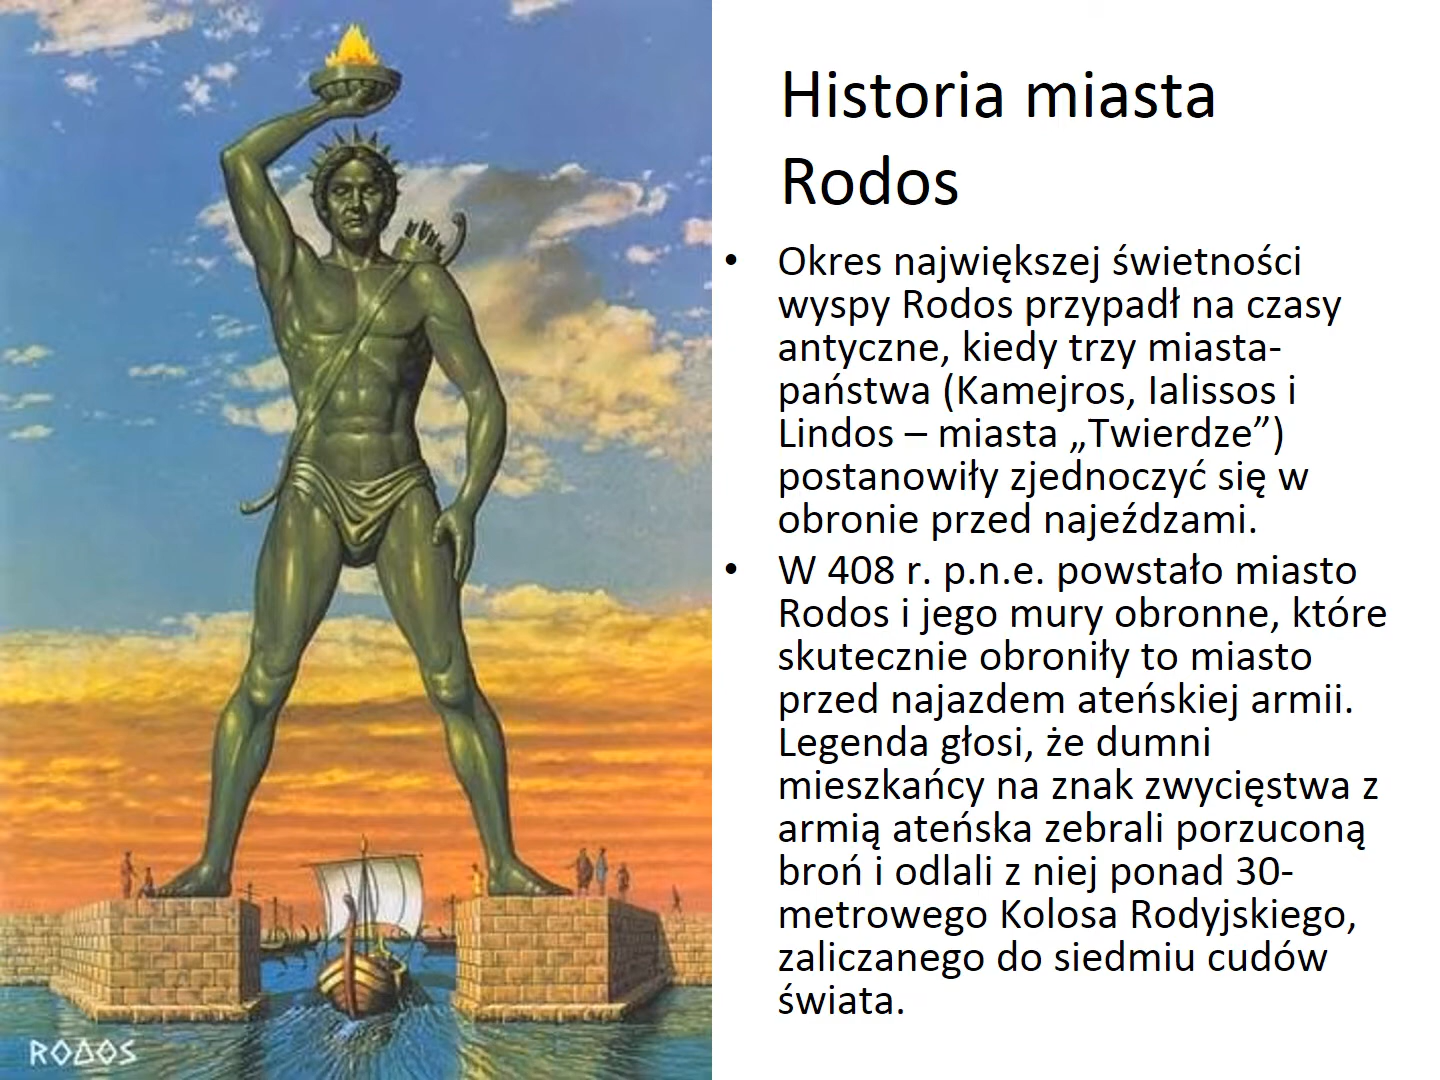 Historia miasta
Rodos
• Okres największej świetności
wyspy Rodos przypadł na czasy
antyczne, kiedy trzy miasta-
państwa (Kamejros, Ialissos i
Lindos – miasta „Twierdze”)
postanowiły zjednoczyć się w
obronie przed najeźdzami.
• W 408 r. p.n.e. powstało miasto
Rodos i jego mury obronne, które
skutecznie obroniły to miasto
przed najazdem ateńskiej armii.
Legenda głosi, że dumni
mieszkańcy na znak zwycięstwa z
armią ateńska zebrali porzuconą
broń i odlali z niej ponad 30-
metrowego Kolosa Rodyjskiego,
zaliczanego do siedmiu cudów
świata.
ROΔOS